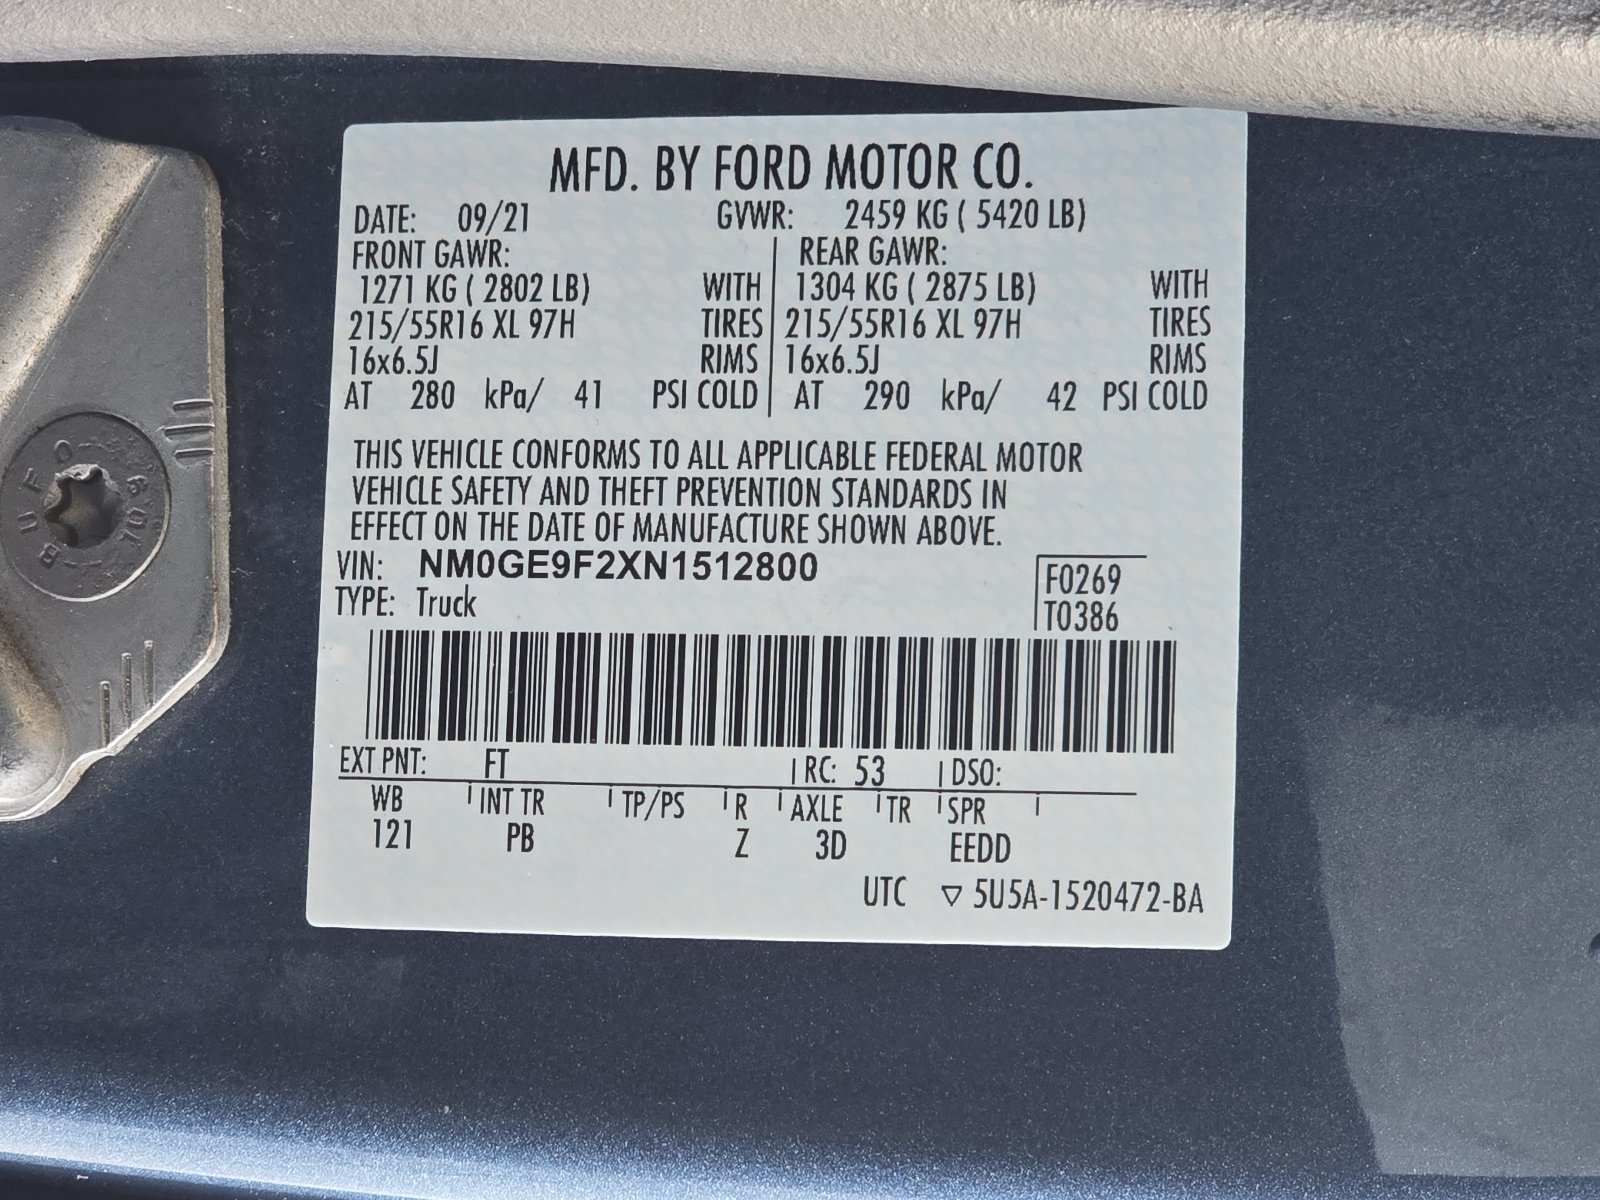 MFD. BY FORD MOTOR CO.
DATE: 09/21 GVWR: 2459 KG ( 5420 LB)
FRONT GAWR: REAR GAWR:
1271 KG ( 2802 LB) WITH 1304 KG ( 2875 LB) WITH
215/55R16 XL 97H TIRES 215/55R16 XL 97H TIRES
16x6.5J RIMS 16x6.5J RIMS
AT 280 kPa/ 41 PSI COLD AT 290 kPa/ 42 PSI COLD
THIS VEHICLE CONFORMS TO ALL APPLICABLE FEDERAL MOTOR
VEHICLE SAFETY AND THEFT PREVENTION STANDARDS IN
EFFECT ON THE DATE OF MANUFACTURE SHOWN ABOVE.
VIN: NM0GE9F2XN1512800 F0269
TYPE: Truck T0386
EXT PNT: FT RC: 53 DSO:
WB INT TR TP/PS R AXLE TR SPR
121 PB Z 3D EEDD
UTC ▽ 5U5A-1520472-BA